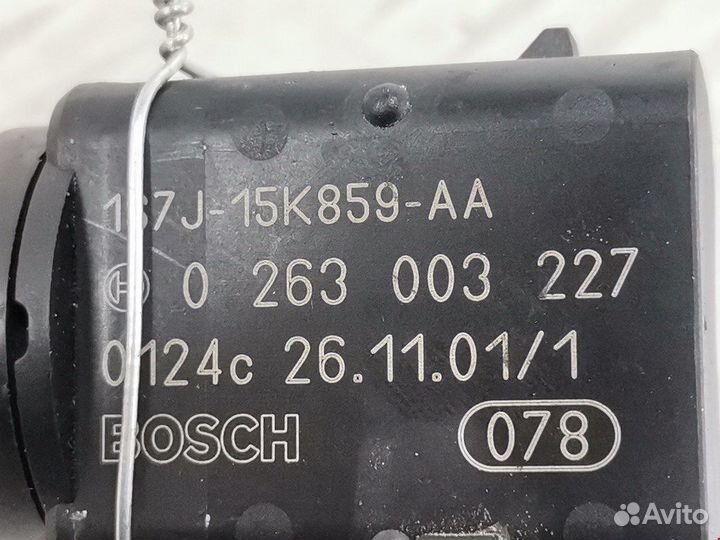 1S7J-15K859-AA
0 263 003 227
0124c 26.11.01/1
BOSCH
078
Avito